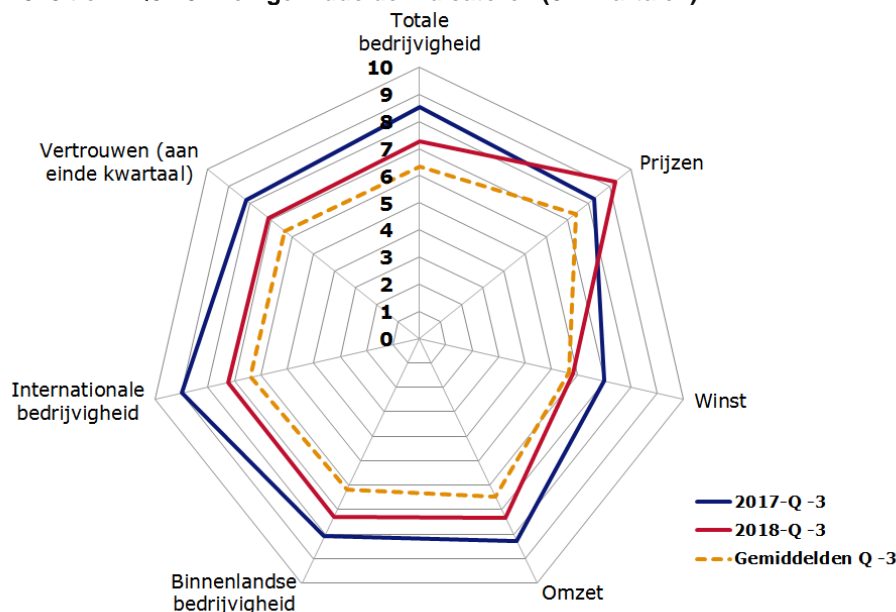 Totale
bedrijvigheid
10
9
8
7
6
5
4
3
2
1
0
Prijzen
Vertrouwen (aan
einde kwartaal)
Winst
Internationale
bedrijvigheid
Omzet
Binnenlandse
bedrijvigheid
2017-Q -3
2018-Q -3
Gemiddelden Q -3